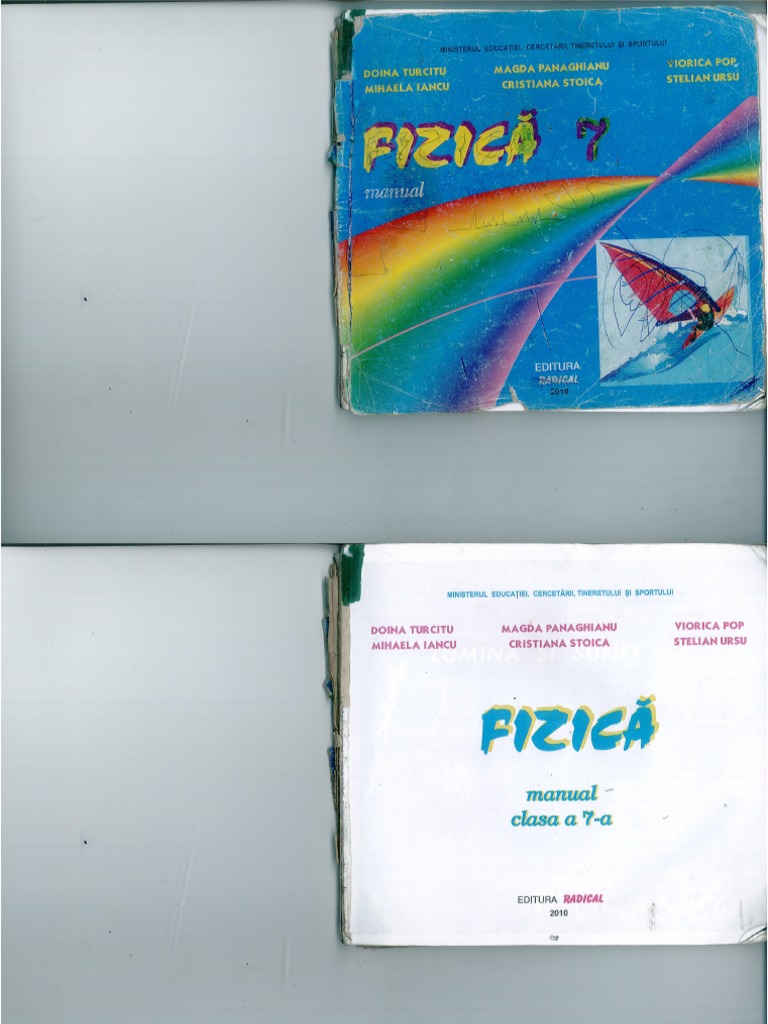 MINISTERUL EDUCAȚIEI, CERCETĂRII, TINERETULUI ȘI SPORTULUI
DOINA TURCITU MAGDA PANAGHIANU VIORICA POP
MIHAELA IANCU CRISTIANA STOICA STELIAN URSU
FIZICĂ 7
manual
EDITURA
RADICAL
2010
MINISTERUL EDUCAȚIEI, CERCETĂRII, TINERETULUI ȘI SPORTULUI
DOINA TURCITU MAGDA PANAGHIANU VIORICA POP
MIHAELA IANCU CRISTIANA STOICA STELIAN URSU
FIZICĂ
manual
clasa a 7-a
EDITURA RADICAL
2010